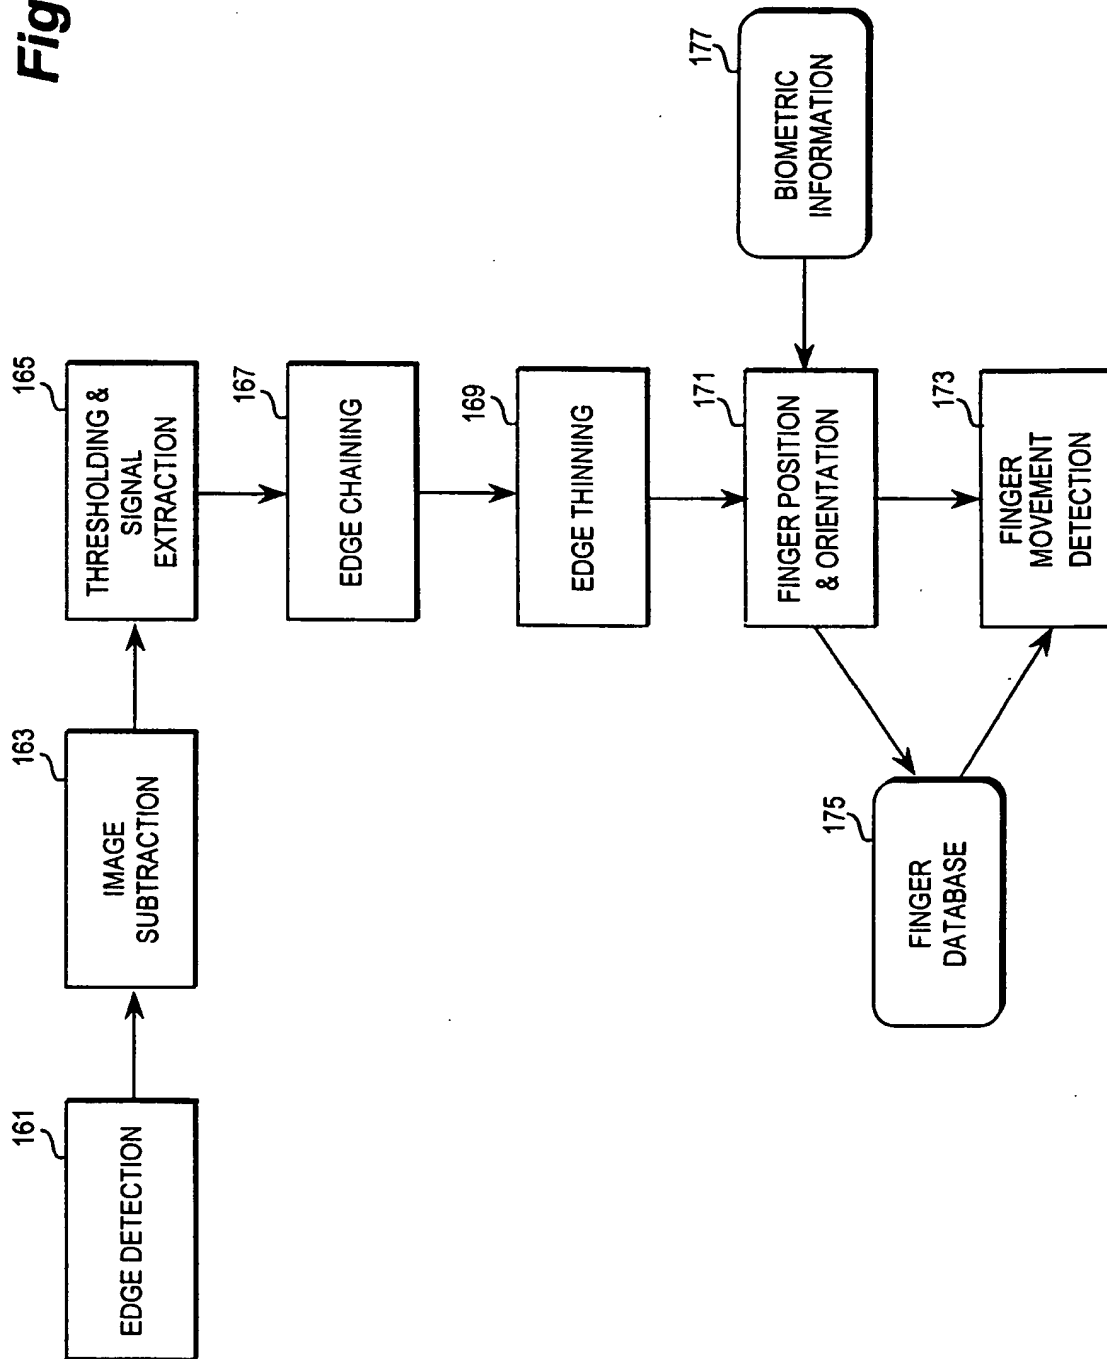 Fig
161
EDGE DETECTION
163
IMAGE
SUBTRACTION
165
THRESHOLDING &
SIGNAL
EXTRACTION
167
EDGE CHAINING
169
EDGE THINNING
171
FINGER POSITION
& ORIENTATION
177
BIOMETRIC
INFORMATION
175
FINGER
DATABASE
173
FINGER
MOVEMENT
DETECTION